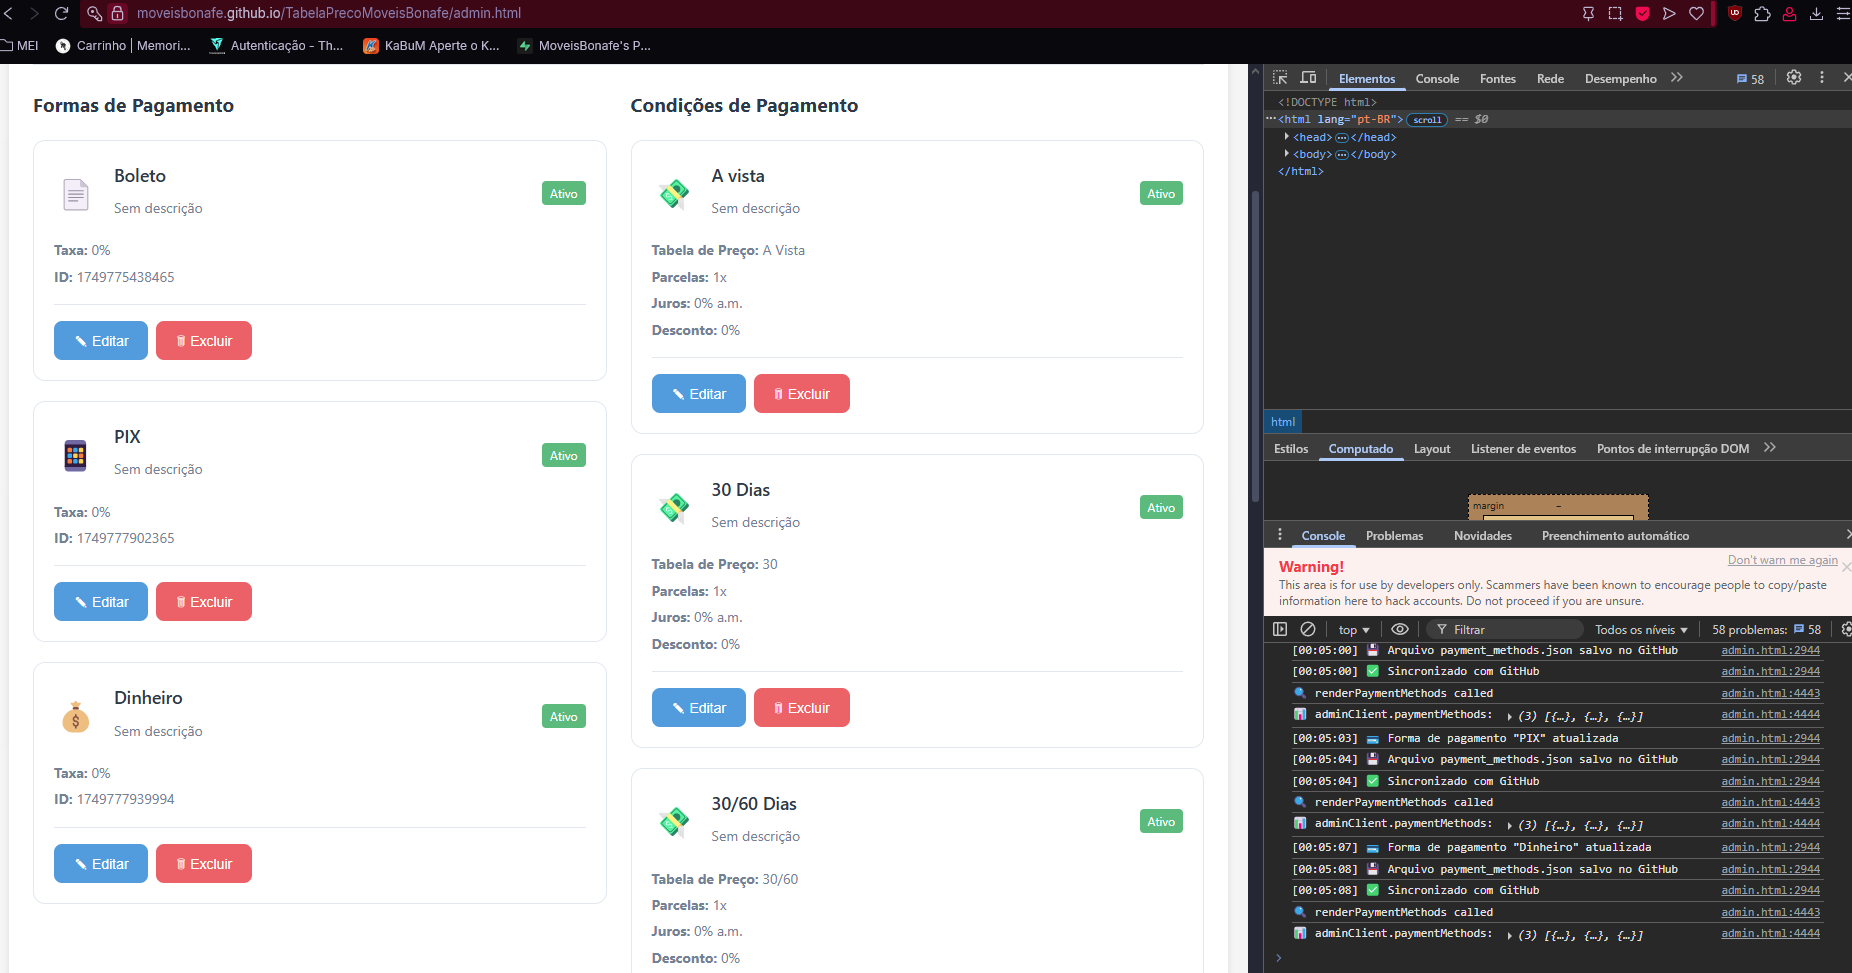 moveisbonafe.github.io/TabelaPrecoMoveisBonafe/admin.html
MEI
Carrinho | Memori...
Autenticação - Th...
KaBuM Aperte o K...
MoveisBonafe's P...
Formas de Pagamento
Boleto
Sem descrição
Ativo
Taxa: 0%
ID: 1749775438465
Editar
Excluir
PIX
Sem descrição
Ativo
Taxa: 0%
ID: 1749777902365
Editar
Excluir
Dinheiro
Sem descrição
Ativo
Taxa: 0%
ID: 1749777939994
Editar
Excluir
Condições de Pagamento
A vista
Sem descrição
Ativo
Tabela de Preço: A Vista
Parcelas: 1x
Juros: 0% a.m.
Desconto: 0%
Editar
Excluir
30 Dias
Sem descrição
Ativo
Tabela de Preço: 30
Parcelas: 1x
Juros: 0% a.m.
Desconto: 0%
Editar
Excluir
30/60 Dias
Sem descrição
Ativo
Tabela de Preço: 30/60
Parcelas: 1x
Juros: 0% a.m.
Desconto: 0%
Elementos Console Fontes Rede Desempenho 58
<!DOCTYPE html>
<html lang="pt-BR"> scroll == $0
<head> </head>
<body> </body>
</html>
html
Estilos Computado Layout Listener de eventos Pontos de interrupção DOM
margin –
Console Problemas Novidades Preenchimento automático
Don't warn me again
Warning!
This area is for use by developers only. Scammers have been known to encourage people to copy/paste
information here to hack accounts. Do not proceed if you are unsure.
top Filtrar Todos os níveis 58 problemas: 58
[00:05:00] Arquivo payment_methods.json salvo no GitHub admin.html:2944
[00:05:00] Sincronizado com GitHub admin.html:2944
renderPaymentMethods called admin.html:4443
adminClient.paymentMethods: (3) [{…}, {…}, {…}] admin.html:4444
[00:05:03] Forma de pagamento "PIX" atualizada admin.html:2944
[00:05:04] Arquivo payment_methods.json salvo no GitHub admin.html:2944
[00:05:04] Sincronizado com GitHub admin.html:2944
renderPaymentMethods called admin.html:4443
adminClient.paymentMethods: (3) [{…}, {…}, {…}] admin.html:4444
[00:05:07] Forma de pagamento "Dinheiro" atualizada admin.html:2944
[00:05:08] Arquivo payment_methods.json salvo no GitHub admin.html:2944
[00:05:08] Sincronizado com GitHub admin.html:2944
renderPaymentMethods called admin.html:4443
adminClient.paymentMethods: (3) [{…}, {…}, {…}] admin.html:4444